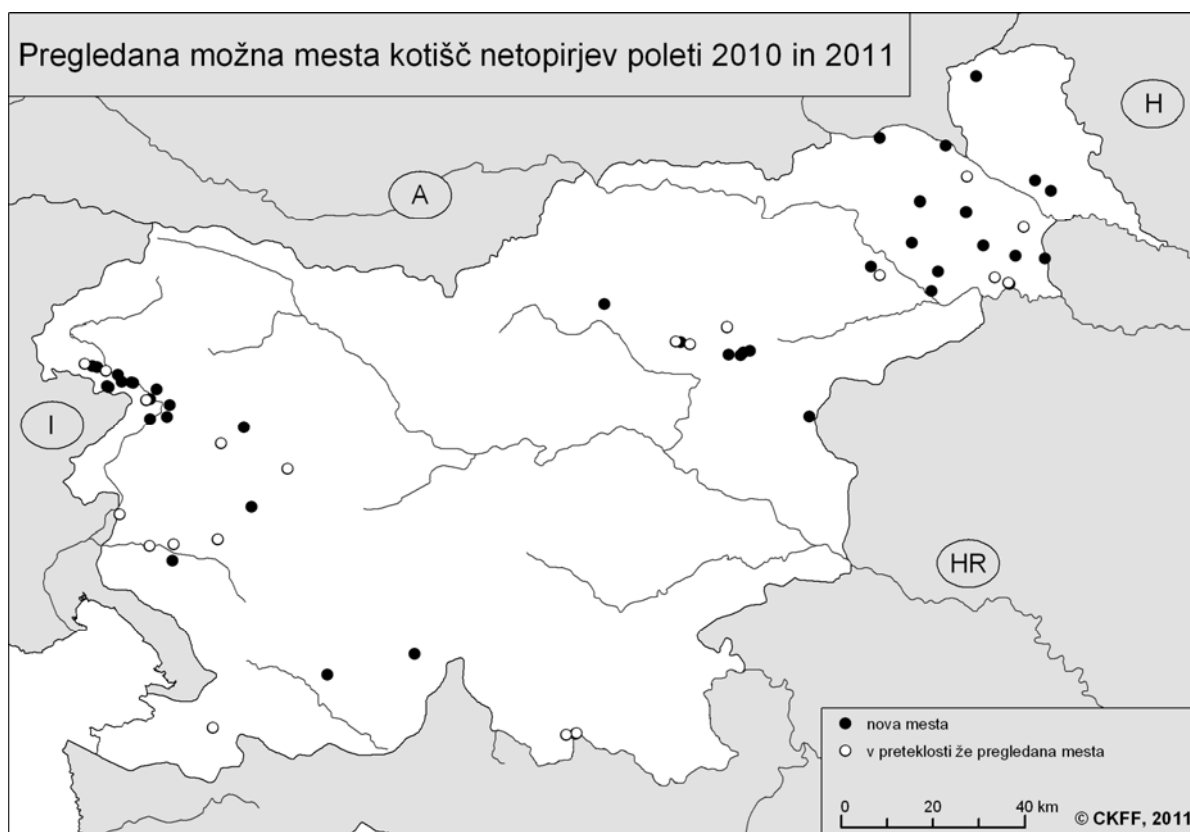 Pregledana možna mesta kotišč netopirjev poleti 2010 in 2011
H
A
I
HR
nova mesta
v preteklosti že pregledana mesta
0 20 40 km
© CKFF, 2011